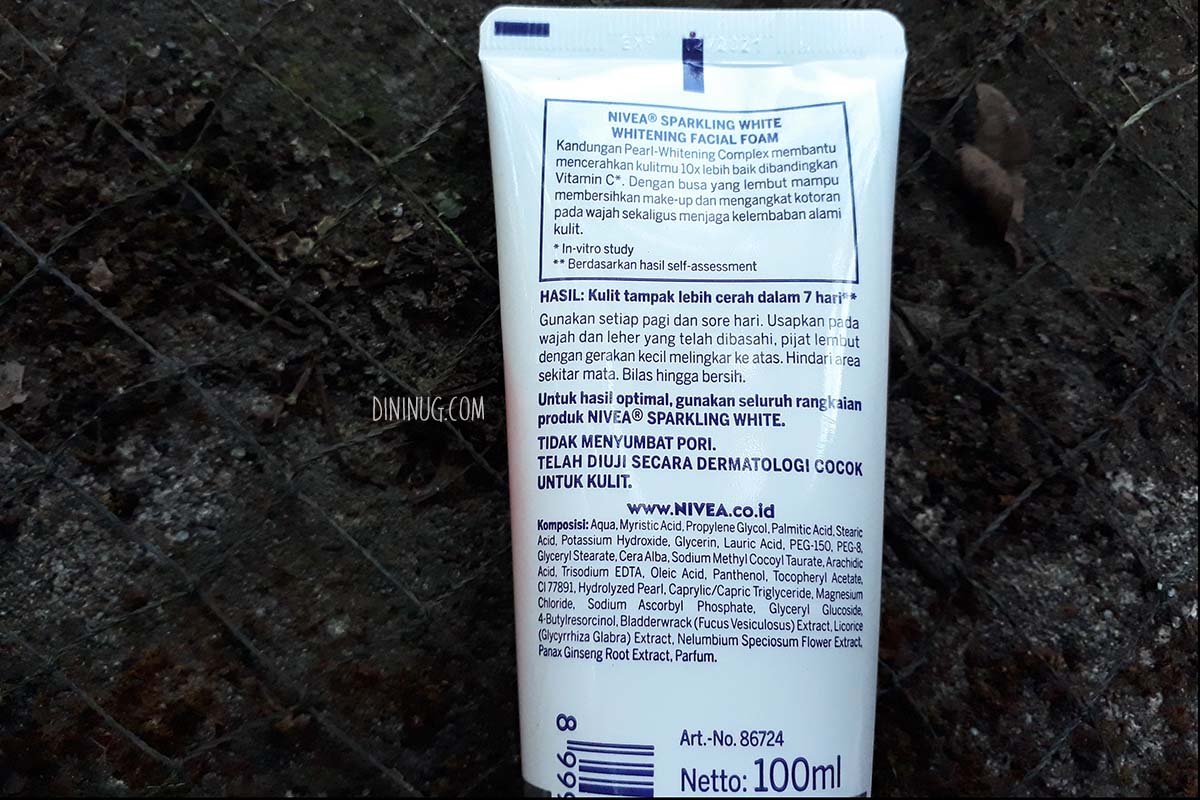 NIVEA® SPARKLING WHITE
WHITENING FACIAL FOAM
Kandungan Pearl-Whitening Complex membantu
mencerahkan kulitmu 10x lebih baik dibandingkan
Vitamin C*. Dengan busa yang lembut mampu
membersihkan make-up dan mengangkat kotoran
pada wajah sekaligus menjaga kelembaban alami
kulit.
* In-vitro study
** Berdasarkan hasil self-assessment
HASIL: Kulit tampak lebih cerah dalam 7 hari**
Gunakan setiap pagi dan sore hari. Usapkan pada
wajah dan leher yang telah dibasahi, pijat lembut
dengan gerakan kecil melingkar ke atas. Hindari area
sekitar mata. Bilas hingga bersih.
Untuk hasil optimal, gunakan seluruh rangkaian
produk NIVEA® SPARKLING WHITE.
TIDAK MENYUMBAT PORI.
TELAH DIUJI SECARA DERMATOLOGI COCOK
UNTUK KULIT.
www.NIVEA.co.id
Komposisi: Aqua, Myristic Acid, Propylene Glycol, Palmitic Acid, Stearic
Acid, Potassium Hydroxide, Glycerin, Lauric Acid, PEG-150, PEG-8,
Glyceryl Stearate, Cera Alba, Sodium Methyl Cocoyl Taurate, Arachidic
Acid, Trisodium EDTA, Oleic Acid, Panthenol, Tocopheryl Acetate,
CI 77891, Hydrolyzed Pearl, Caprylic/Capric Triglyceride, Magnesium
Chloride, Sodium Ascorbyl Phosphate, Glyceryl Glucoside,
4-Butylresorcinol, Bladderwrack (Fucus Vesiculosus) Extract, Licorice
(Glycyrrhiza Glabra) Extract, Nelumbium Speciosum Flower Extract,
Panax Ginseng Root Extract, Parfum.
Art.-No. 86724
Netto: 100ml
DININUG.COM